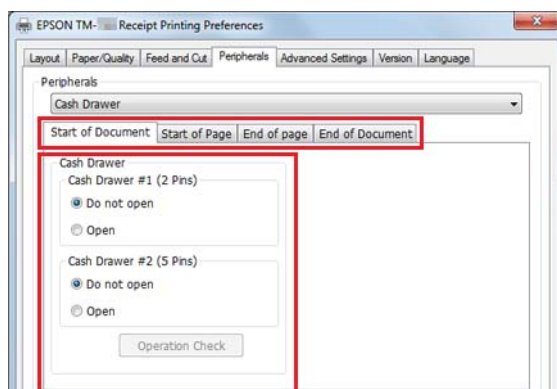 EPSON TM- Receipt Printing Preferences
Layout Paper/Quality Feed and Cut Peripherals Advanced Settings Version Language
Peripherals
Cash Drawer
Start of Document Start of Page End of page End of Document
Cash Drawer
Cash Drawer #1 (2 Pins)
Do not open
Open
Cash Drawer #2 (5 Pins)
Do not open
Open
Operation Check